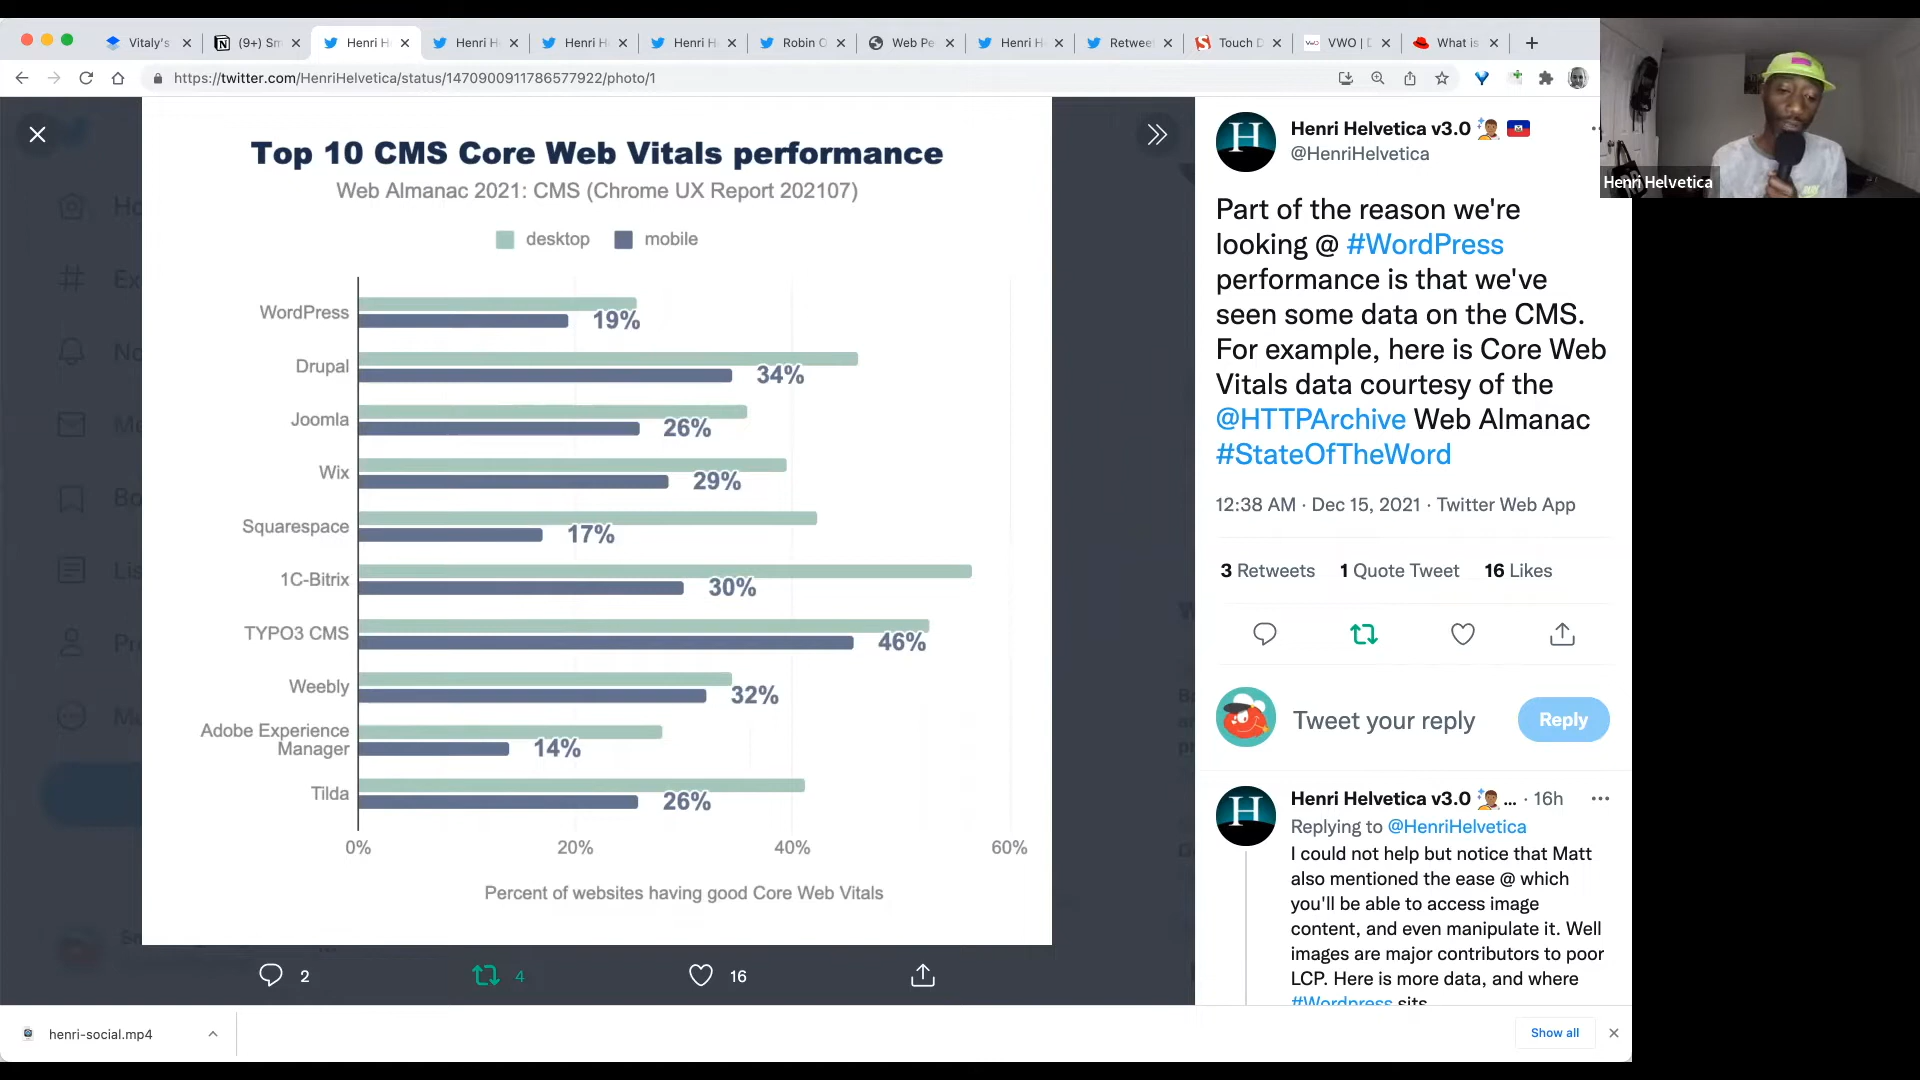 Vitaly's
(9+) Sm
Henri H
Henri H
Henri H
Henri H
Robin O
Web Pe
Henri H
Retwee
Touch D
VWO | D
What is
https://twitter.com/HenriHelvetica/status/1470900911786577922/photo/1
Henri Helvetica
Top 10 CMS Core Web Vitals performance
Web Almanac 2021: CMS (Chrome UX Report 202107)
desktop mobile
WordPress 19%
Drupal 34%
Joomla 26%
Wix 29%
Squarespace 17%
1C-Bitrix 30%
TYPO3 CMS 46%
Weebly 32%
Adobe Experience
Manager 14%
Tilda 26%
0% 20% 40% 60%
Percent of websites having good Core Web Vitals
2 4 16
Henri Helvetica v3.0
@HenriHelvetica
Part of the reason we're
looking @ #WordPress
performance is that we've
seen some data on the CMS.
For example, here is Core Web
Vitals data courtesy of the
@HTTPArchive Web Almanac
#StateOfTheWord
12:38 AM · Dec 15, 2021 · Twitter Web App
3 Retweets 1 Quote Tweet 16 Likes
Tweet your reply Reply
Henri Helvetica v3.0 ... · 16h
Replying to @HenriHelvetica
I could not help but notice that Matt
also mentioned the ease @ which
you'll be able to access image
content, and even manipulate it. Well
images are major contributors to poor
LCP. Here is more data, and where
#Wordpress sits
henri-social.mp4
Show all